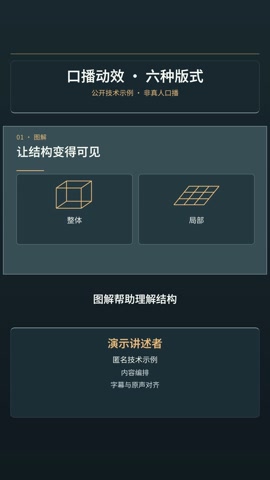 口播动效 · 六种版式
公开技术示例 · 非真人口播
01 · 图解
让结构变得可见
整体
局部
图解帮助理解结构
演示讲述者
匿名技术示例
内容编排
字幕与原声对齐